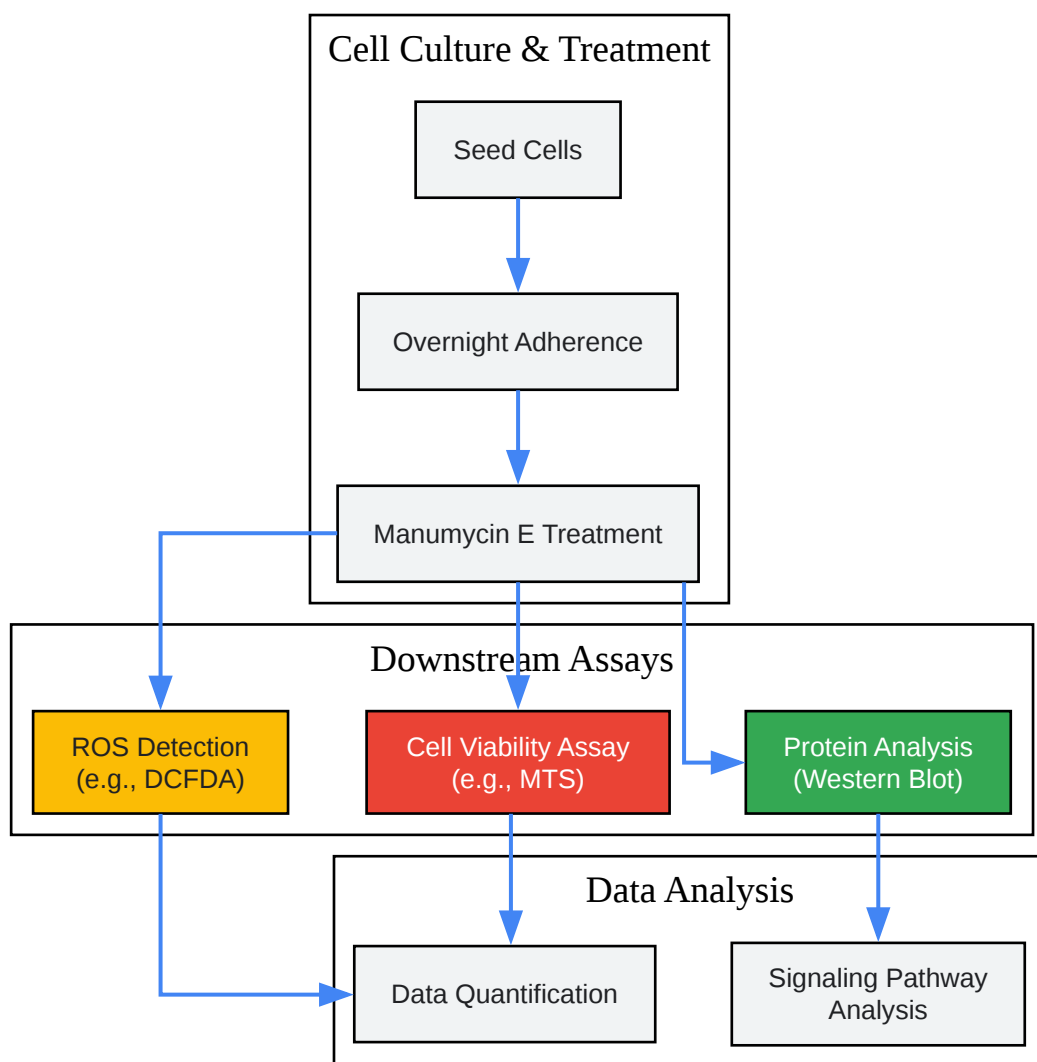 Cell Culture & Treatment
Seed Cells
Overnight Adherence
Manumycin E Treatment
Downstream Assays
ROS Detection
(e.g., DCFDA)
Cell Viability Assay
(e.g., MTS)
Protein Analysis
(Western Blot)
Data Analysis
Data Quantification
Signaling Pathway
Analysis